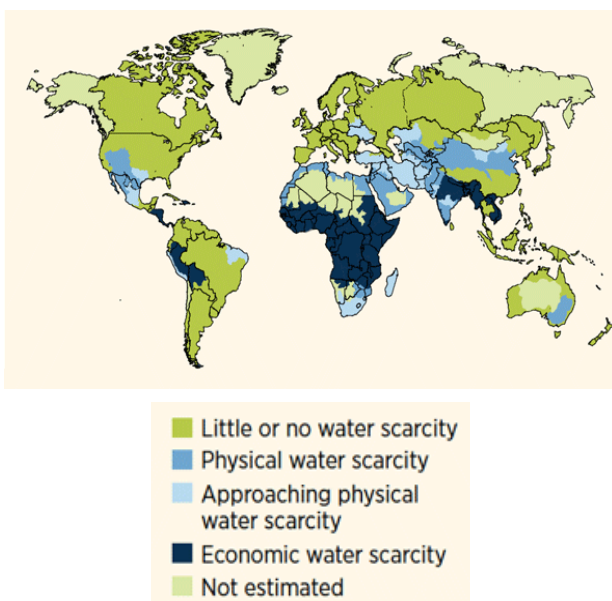 Little or no water scarcity
Physical water scarcity
Approaching physical
water scarcity
Economic water scarcity
Not estimated